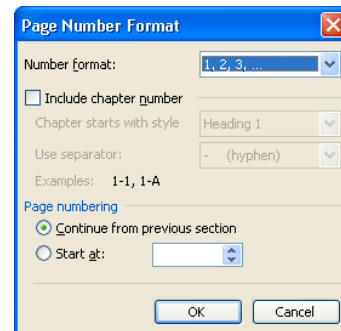 Page Number Format
Number format: 1, 2, 3, ...
Include chapter number
Chapter starts with style Heading 1
Use separator: - (hyphen)
Examples: 1-1, 1-A
Page numbering
Continue from previous section
Start at:
OK Cancel